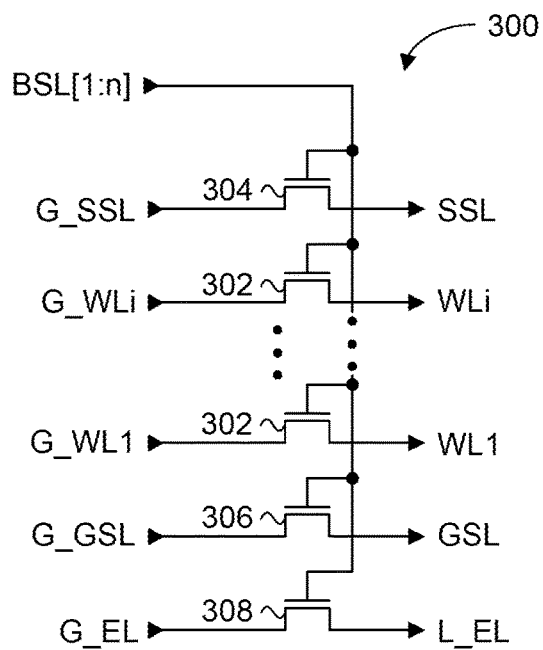 300
BSL[1:n]
304
G_SSL
SSL
302
G_WLi
WLi
302
G_WL1
WL1
306
G_GSL
GSL
308
G_EL
L_EL